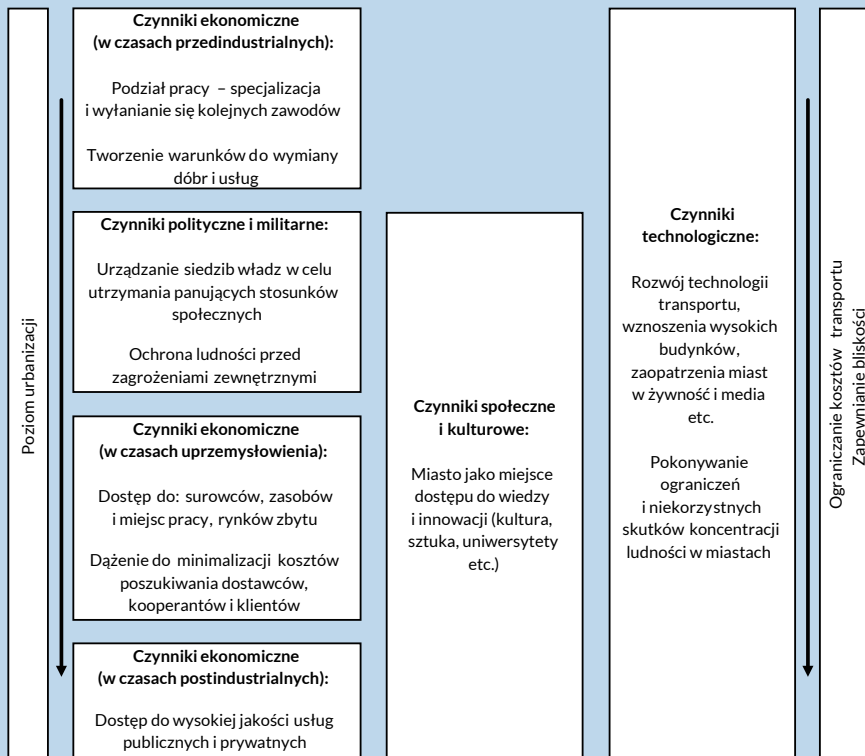 Poziom urbanizacji
Czynniki ekonomiczne
(w czasach przedindustrialnych):
Podział pracy – specjalizacja
i wyłanianie się kolejnych zawodów
Tworzenie warunków do wymiany
dóbr i usług
Czynniki polityczne i militarne:
Urządzanie siedzib władz w celu
utrzymania panujących stosunków
społecznych
Ochrona ludności przed
zagrożeniami zewnętrznymi
Czynniki ekonomiczne
(w czasach uprzemysłowienia):
Dostęp do: surowców, zasobów
i miejsc pracy, rynków zbytu
Dążenie do minimalizacji kosztów
poszukiwania dostawców,
kooperantów i klientów
Czynniki ekonomiczne
(w czasach postindustrialnych):
Dostęp do wysokiej jakości usług
publicznych i prywatnych
Czynniki społeczne
i kulturowe:
Miasto jako miejsce
dostępu do wiedzy
i innowacji (kultura,
sztuka, uniwersytety
etc.)
Czynniki
technologiczne:
Rozwój technologii
transportu,
wznoszenia wysokich
budynków,
zaopatrzenia miast
w żywność i media
etc.
Pokonywanie
ograniczeń
i niekorzystnych
skutków koncentracji
ludności w miastach
Ograniczanie kosztów transportu
Zapewnianie bliskości